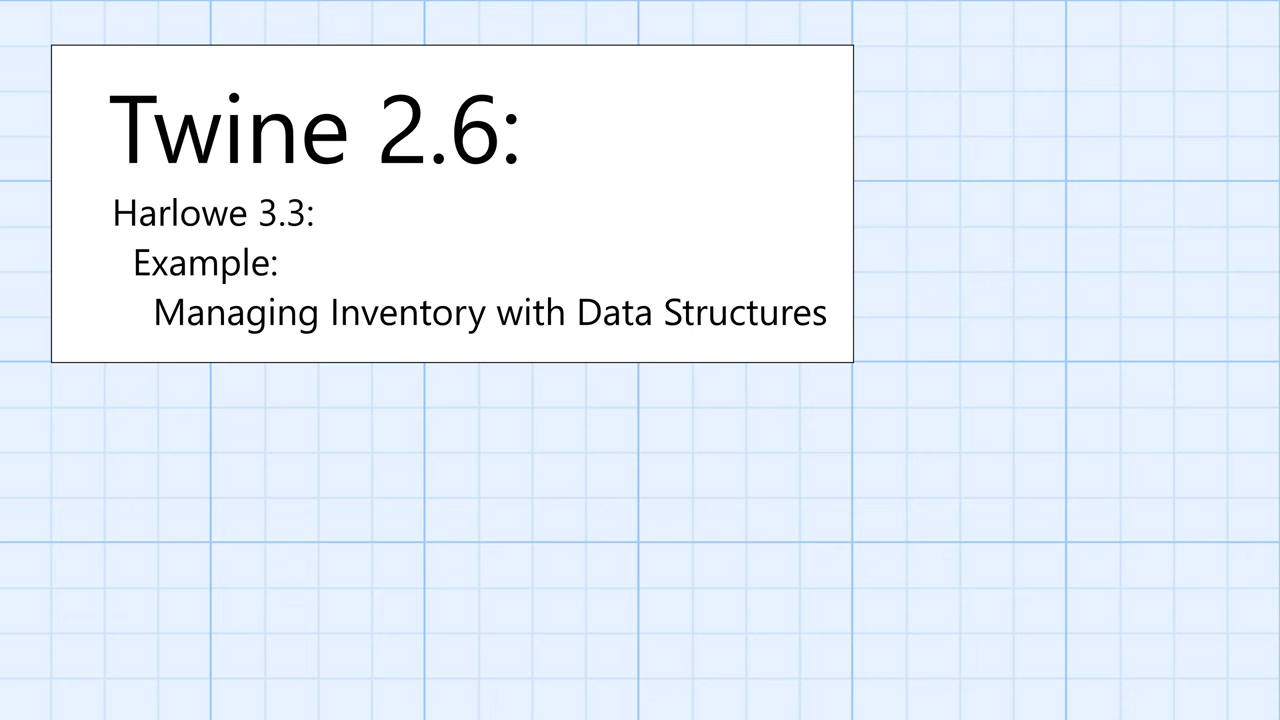 Twine 2.6:
Harlowe 3.3:
Example:
Managing Inventory with Data Structures